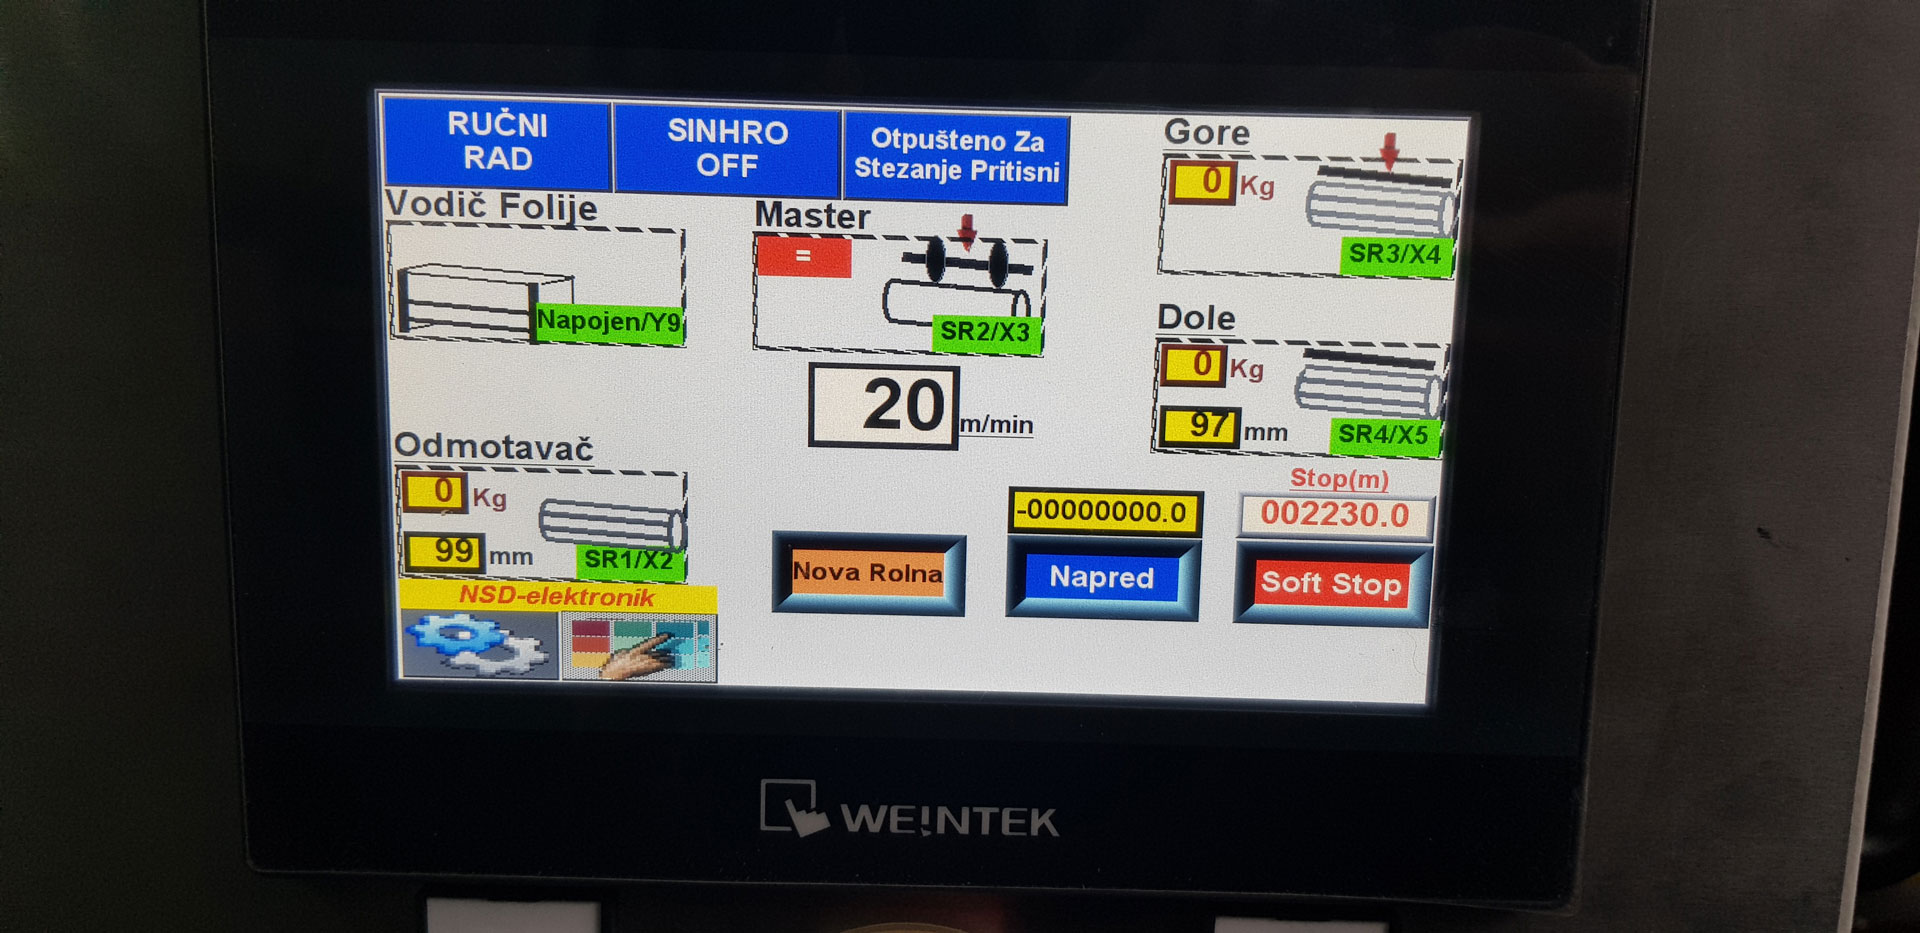 RUČNI
RAD
SINHRO
OFF
Otpušteno Za
Stezanje Pritisni
Gore
0 Kg
SR3/X4
Vodič Folije
Napojen/Y9
Master
=
SR2/X3
Dole
0 Kg
97 mm
SR4/X5
20 m/min
Odmotavač
0 Kg
99 mm
SR1/X2
Stop(m)
-00000000.0
002230.0
Nova Rolna
Napred
Soft Stop
NSD-elektronik
WE!NTEK